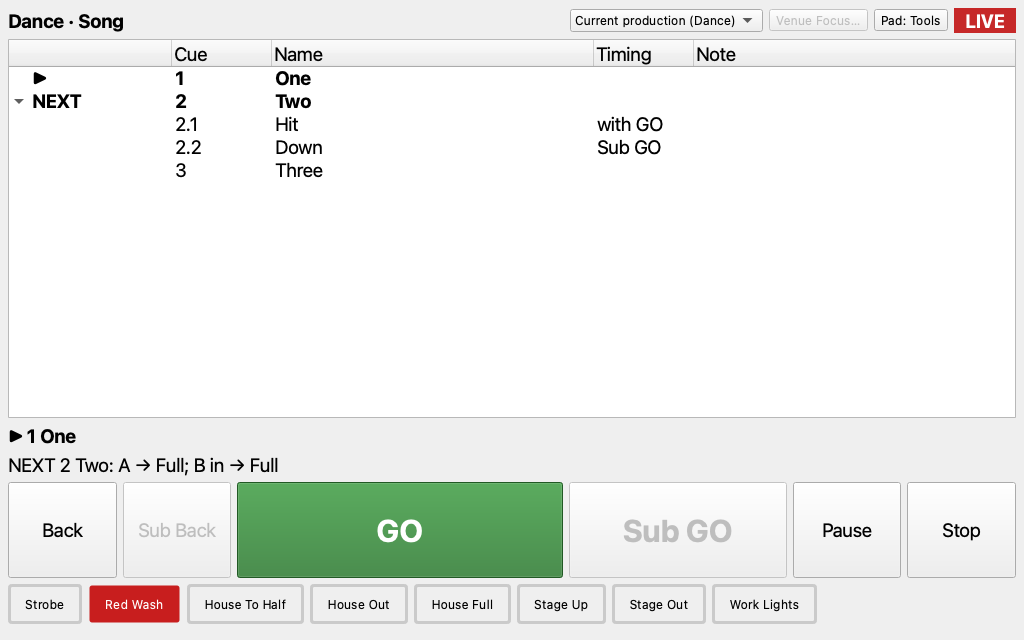 Dance · Song
Current production (Dance)
Venue Focus...
Pad: Tools
LIVE
Cue Name Timing Note
1 One
NEXT 2 Two
2.1 Hit with GO
2.2 Down Sub GO
3 Three
1 One
NEXT 2 Two: A → Full; B in → Full
Back
Sub Back
GO
Sub GO
Pause
Stop
Strobe
Red Wash
House To Half
House Out
House Full
Stage Up
Stage Out
Work Lights